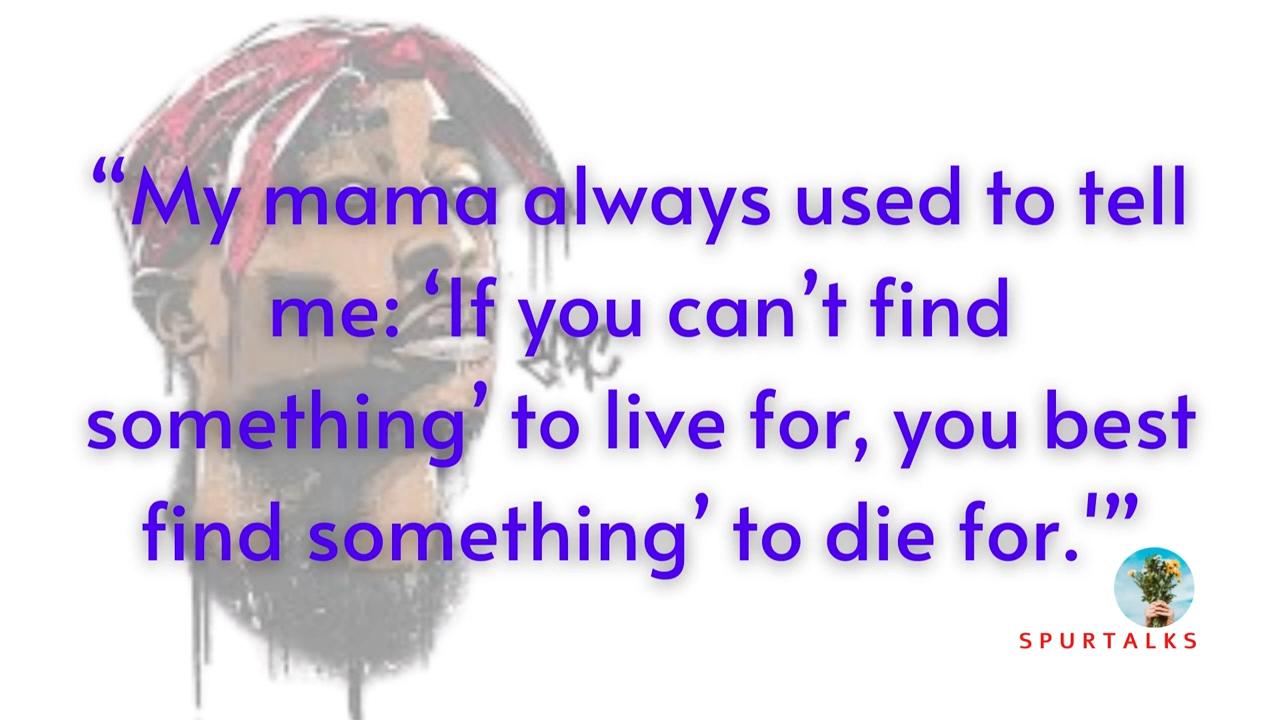 “My mama always used to tell
me: ‘If you can’t find
something’ to live for, you best
find something’ to die for.'”
SPURTALKS